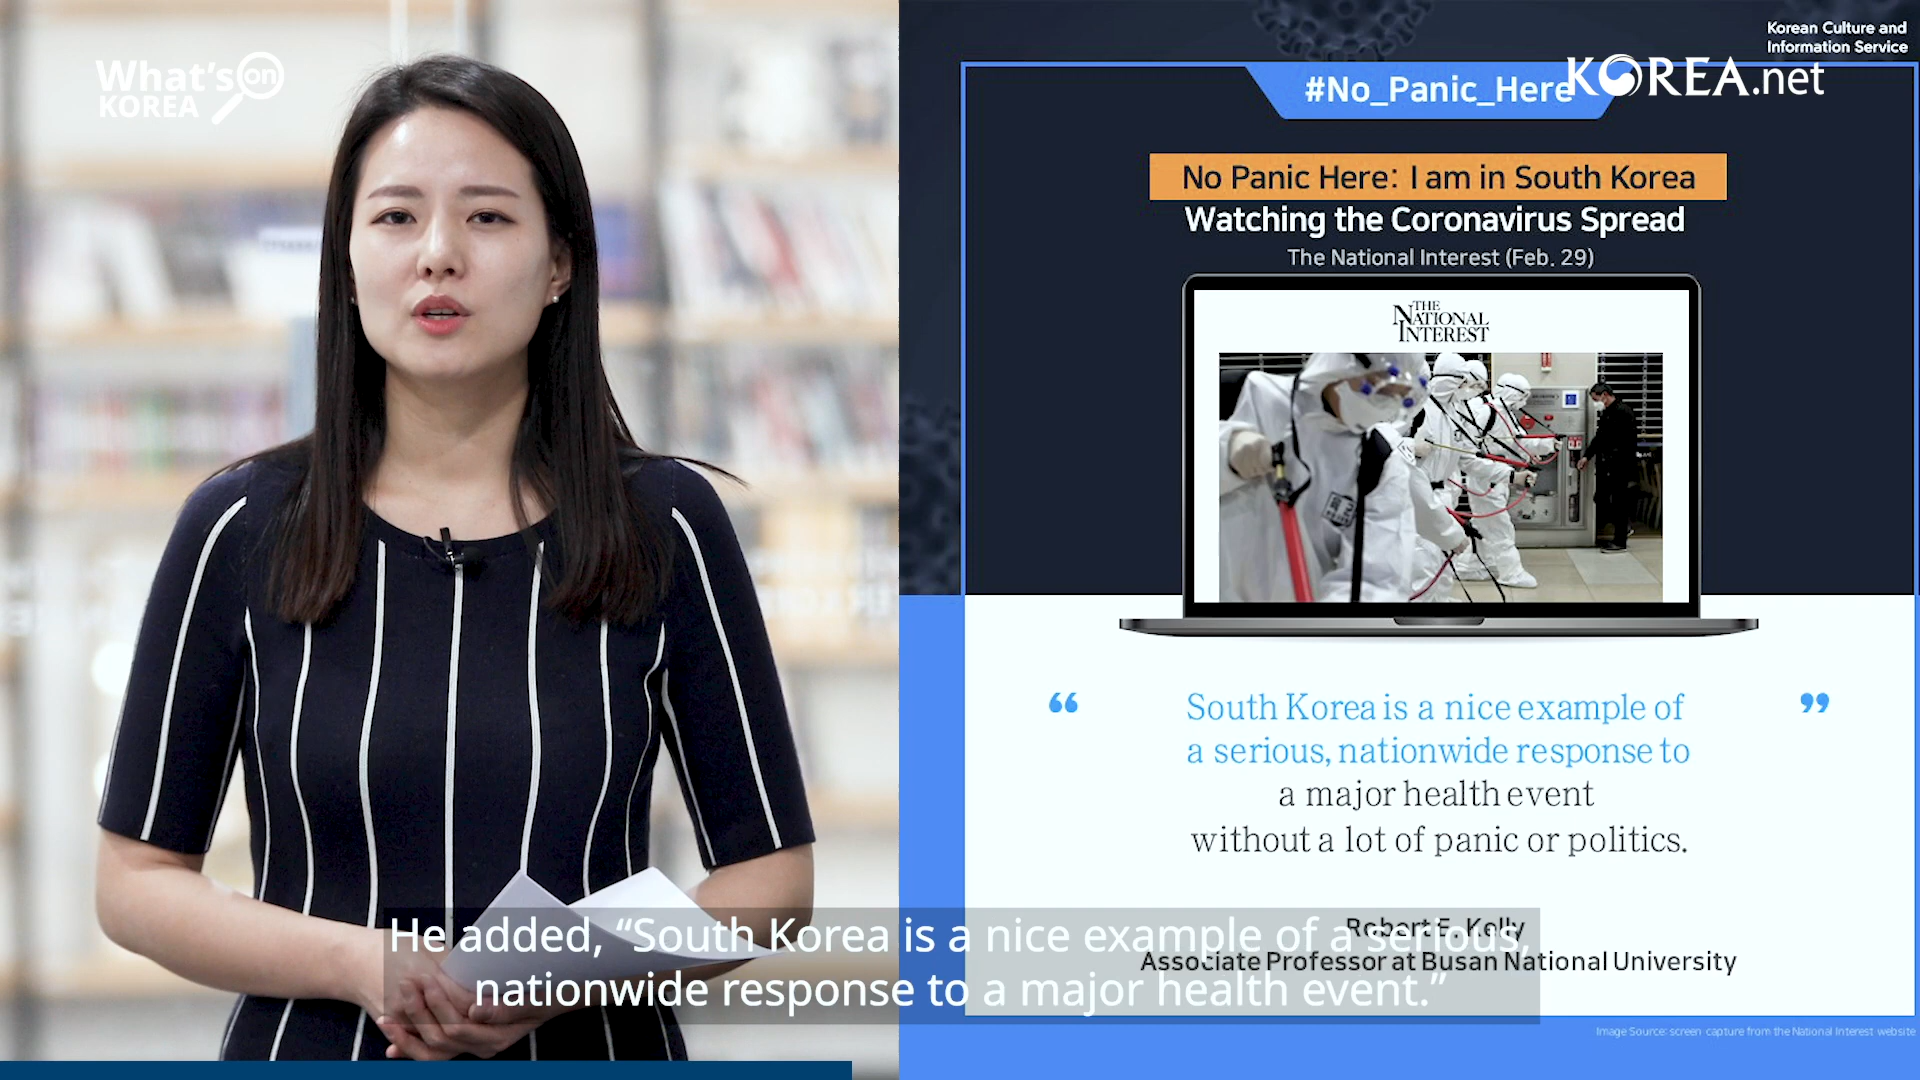 What's on
KOREA
Korean Culture and
Information Service
KOREA.net
#No_Panic_Here
No Panic Here: I am in South Korea
Watching the Coronavirus Spread
The National Interest (Feb. 29)
THE
NATIONAL
INTEREST
“ South Korea is a nice example of ”
a serious, nationwide response to
a major health event
without a lot of panic or politics.
Robert E. Kelly
Associate Professor at Busan National University
He added, “South Korea is a nice example of a serious,
nationwide response to a major health event.”
Image Source: screen capture from the National Interest website